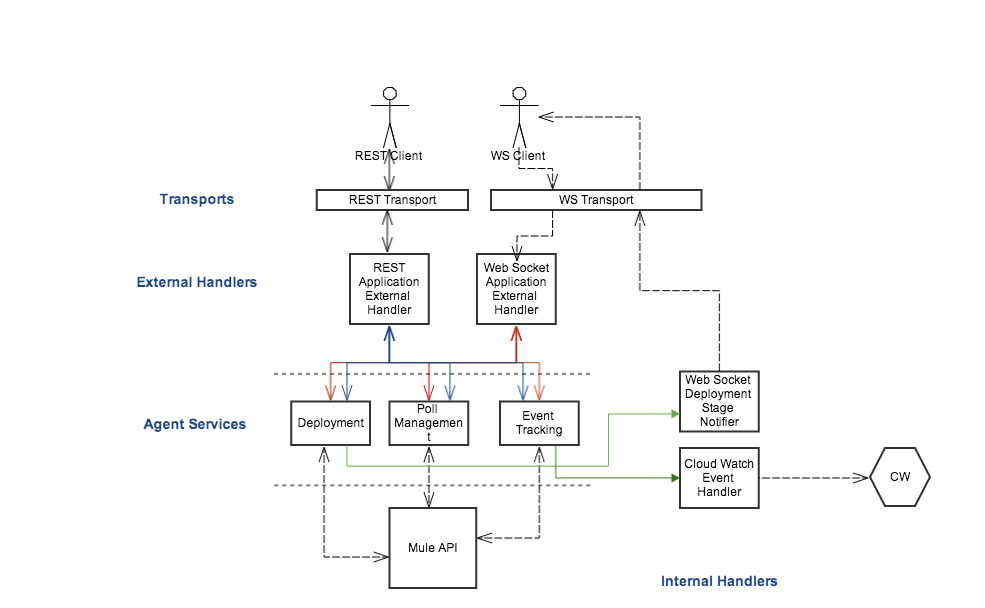 REST Client
WS Client
Transports
REST Transport
WS Transport
External Handlers
REST
Application
External
Handler
Web Socket
Application
External
Handler
Agent Services
Deployment
Poll
Managemen
t
Event
Tracking
Web Socket
Deployment
Stage
Notifier
Cloud Watch
Event
Handler
CW
Mule API
Internal Handlers